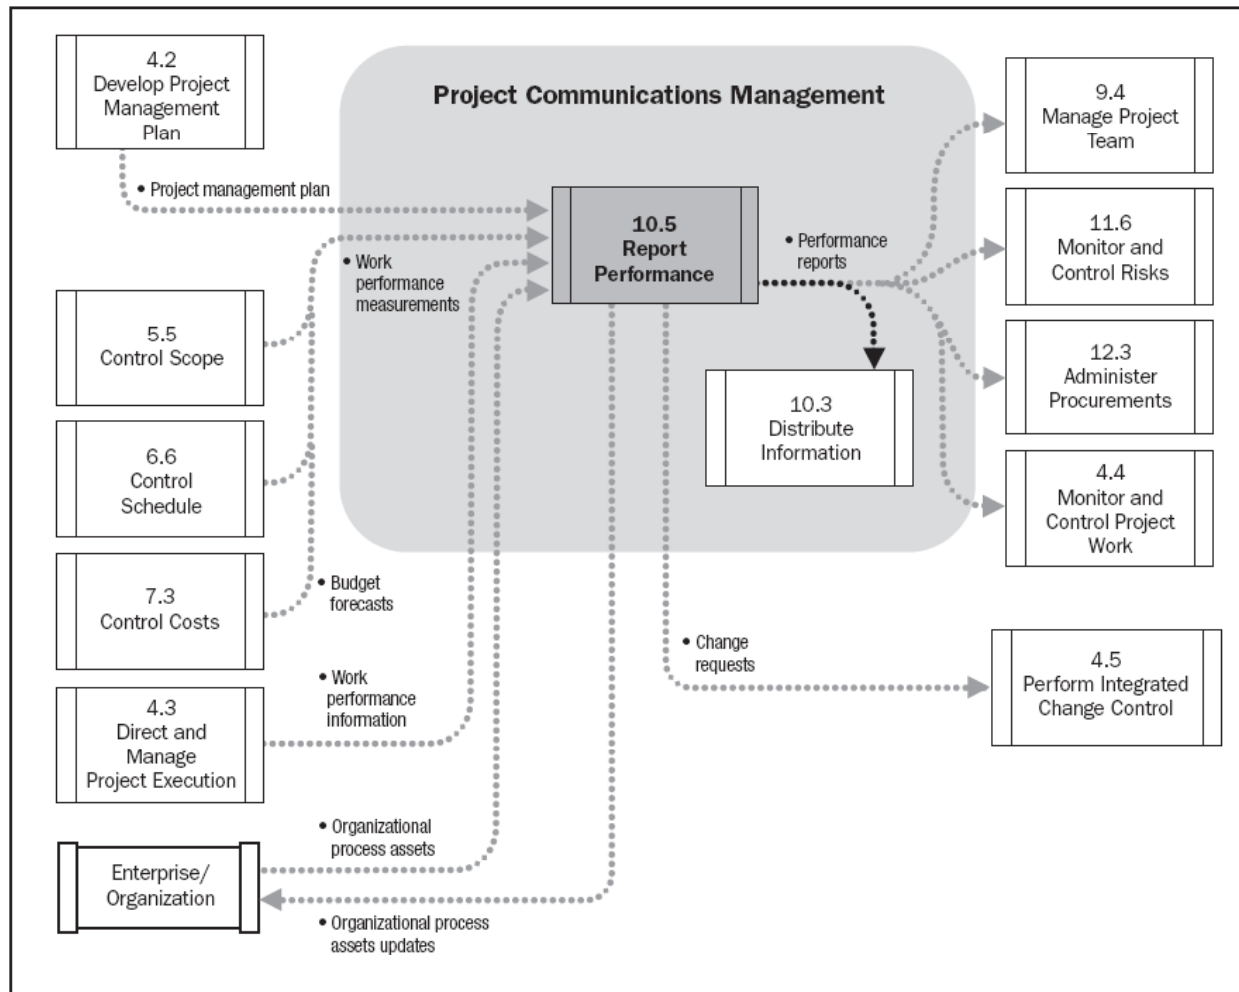 4.2
Develop Project
Management
Plan
Project Communications Management
9.4
Manage Project
Team
• Project management plan
10.5
Report
Performance
• Performance
reports
11.6
Monitor and
Control Risks
• Work
performance
measurements
5.5
Control Scope
12.3
Administer
Procurements
10.3
Distribute
Information
6.6
Control
Schedule
4.4
Monitor and
Control Project
Work
7.3
Control Costs
• Budget
forecasts
• Change
requests
4.5
Perform Integrated
Change Control
• Work
performance
information
4.3
Direct and
Manage
Project Execution
• Organizational
process assets
Enterprise/
Organization
• Organizational process
assets updates